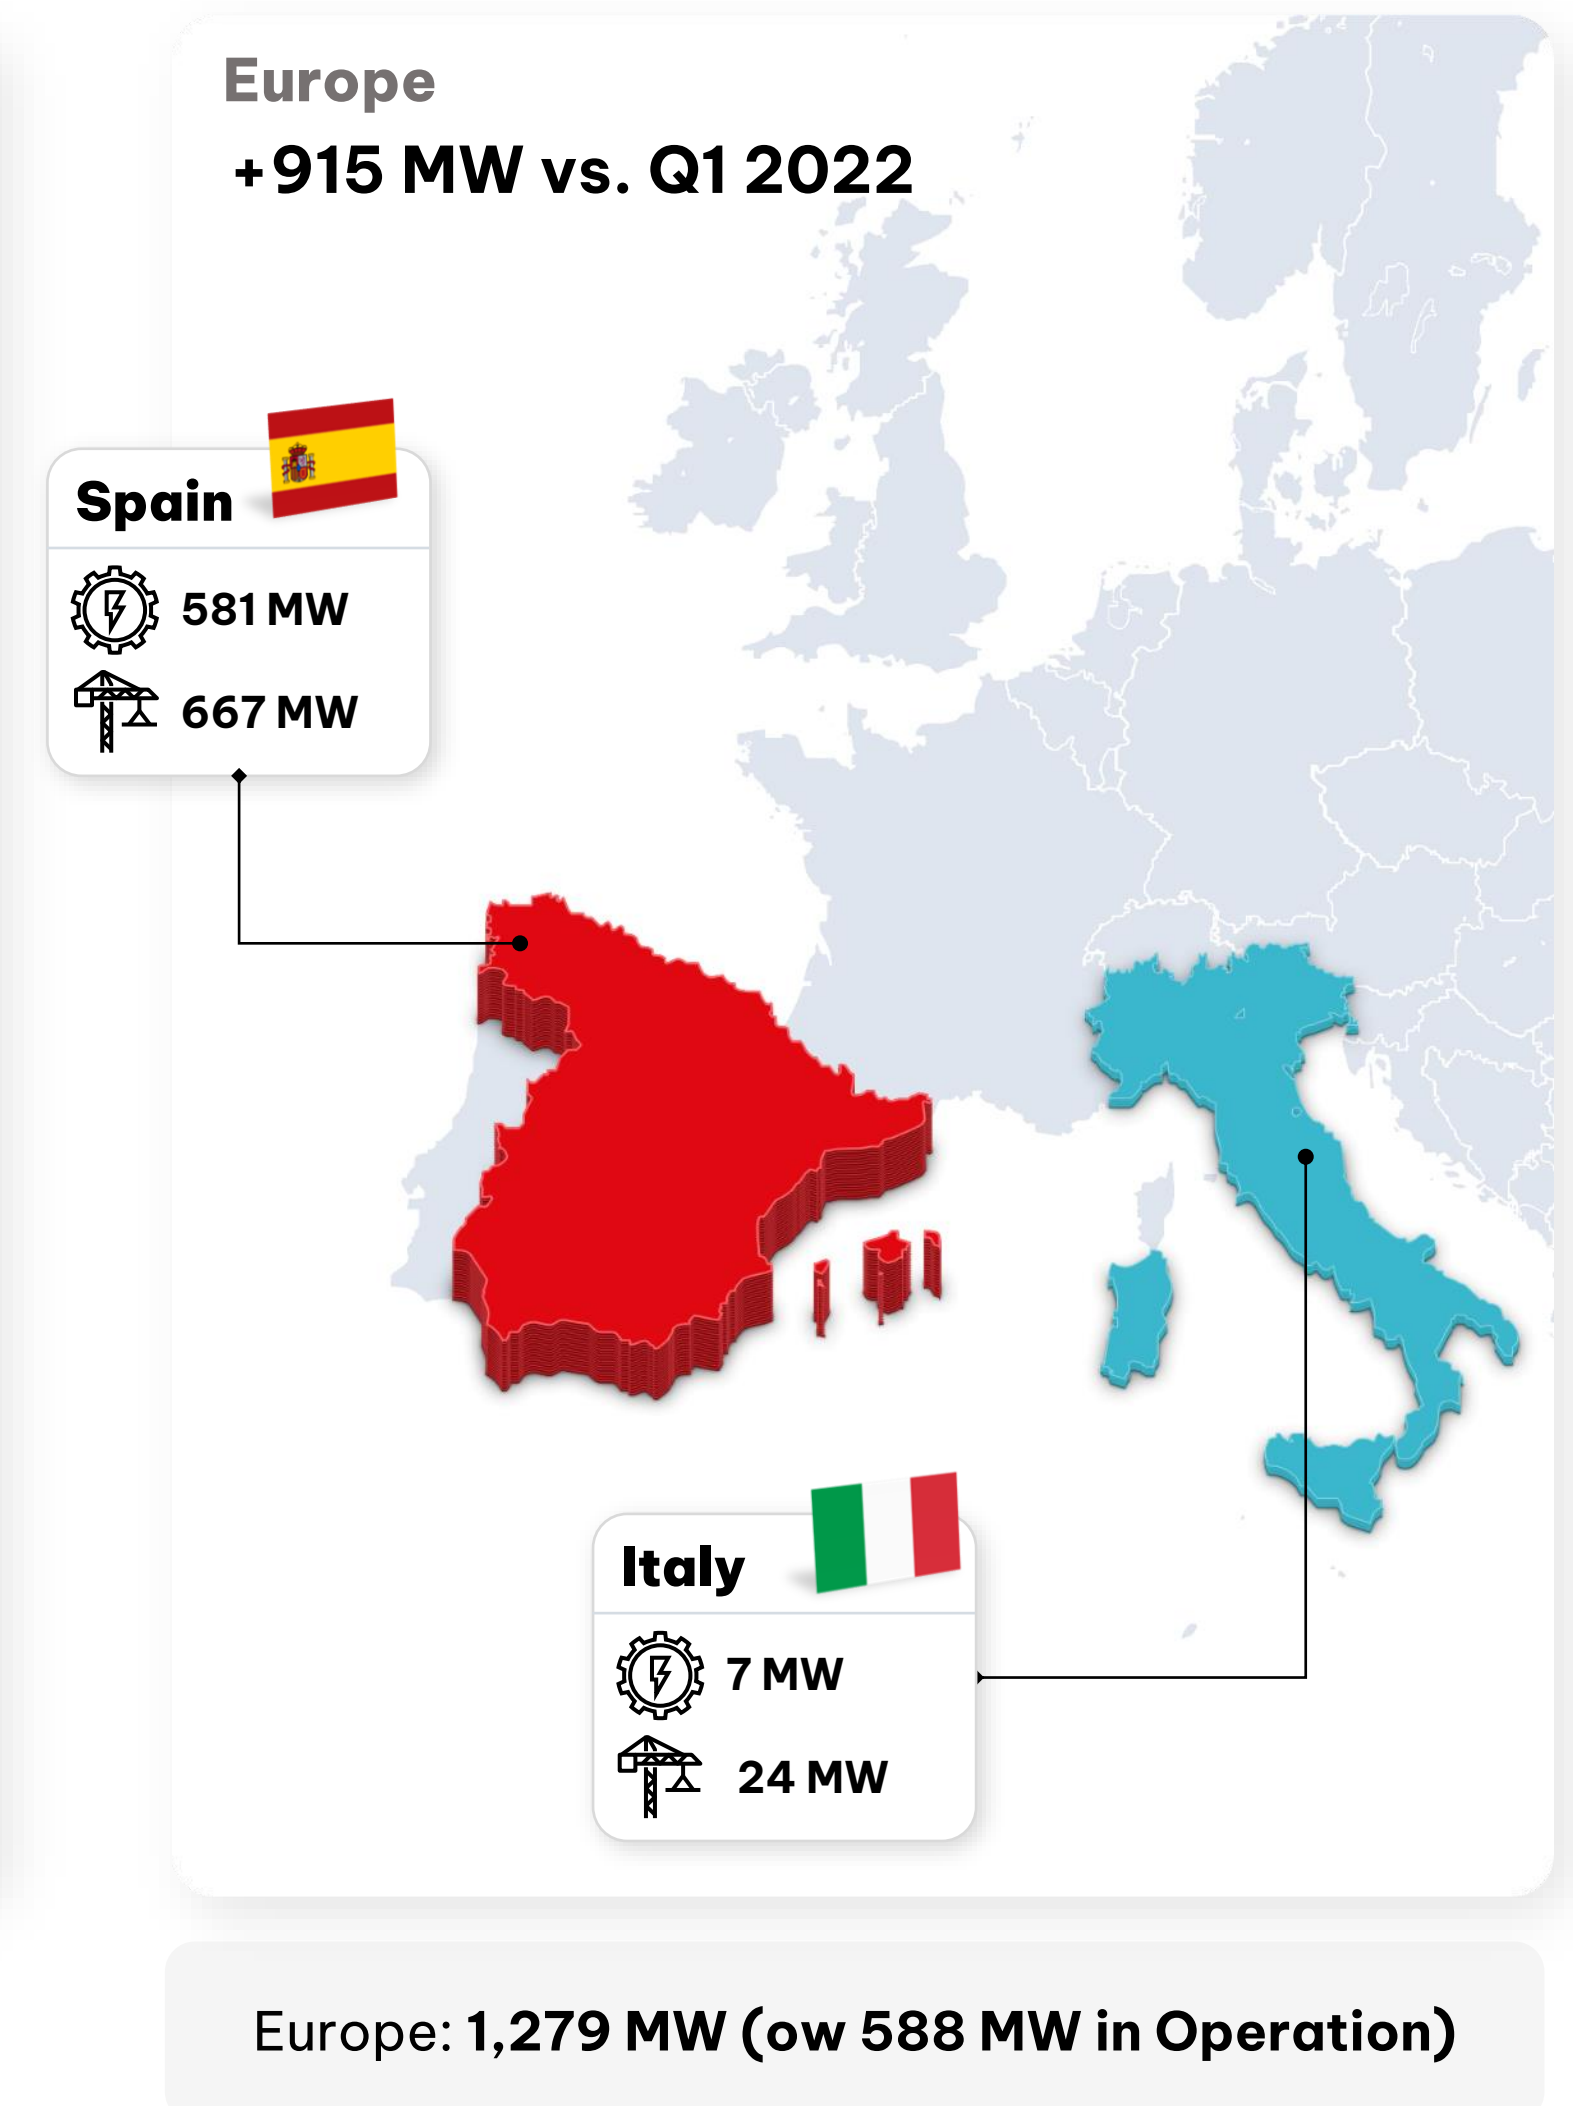 Europe
+915 MW vs. Q1 2022
Spain
581 MW
667 MW
Italy
7 MW
24 MW
Europe: 1,279 MW (ow 588 MW in Operation)